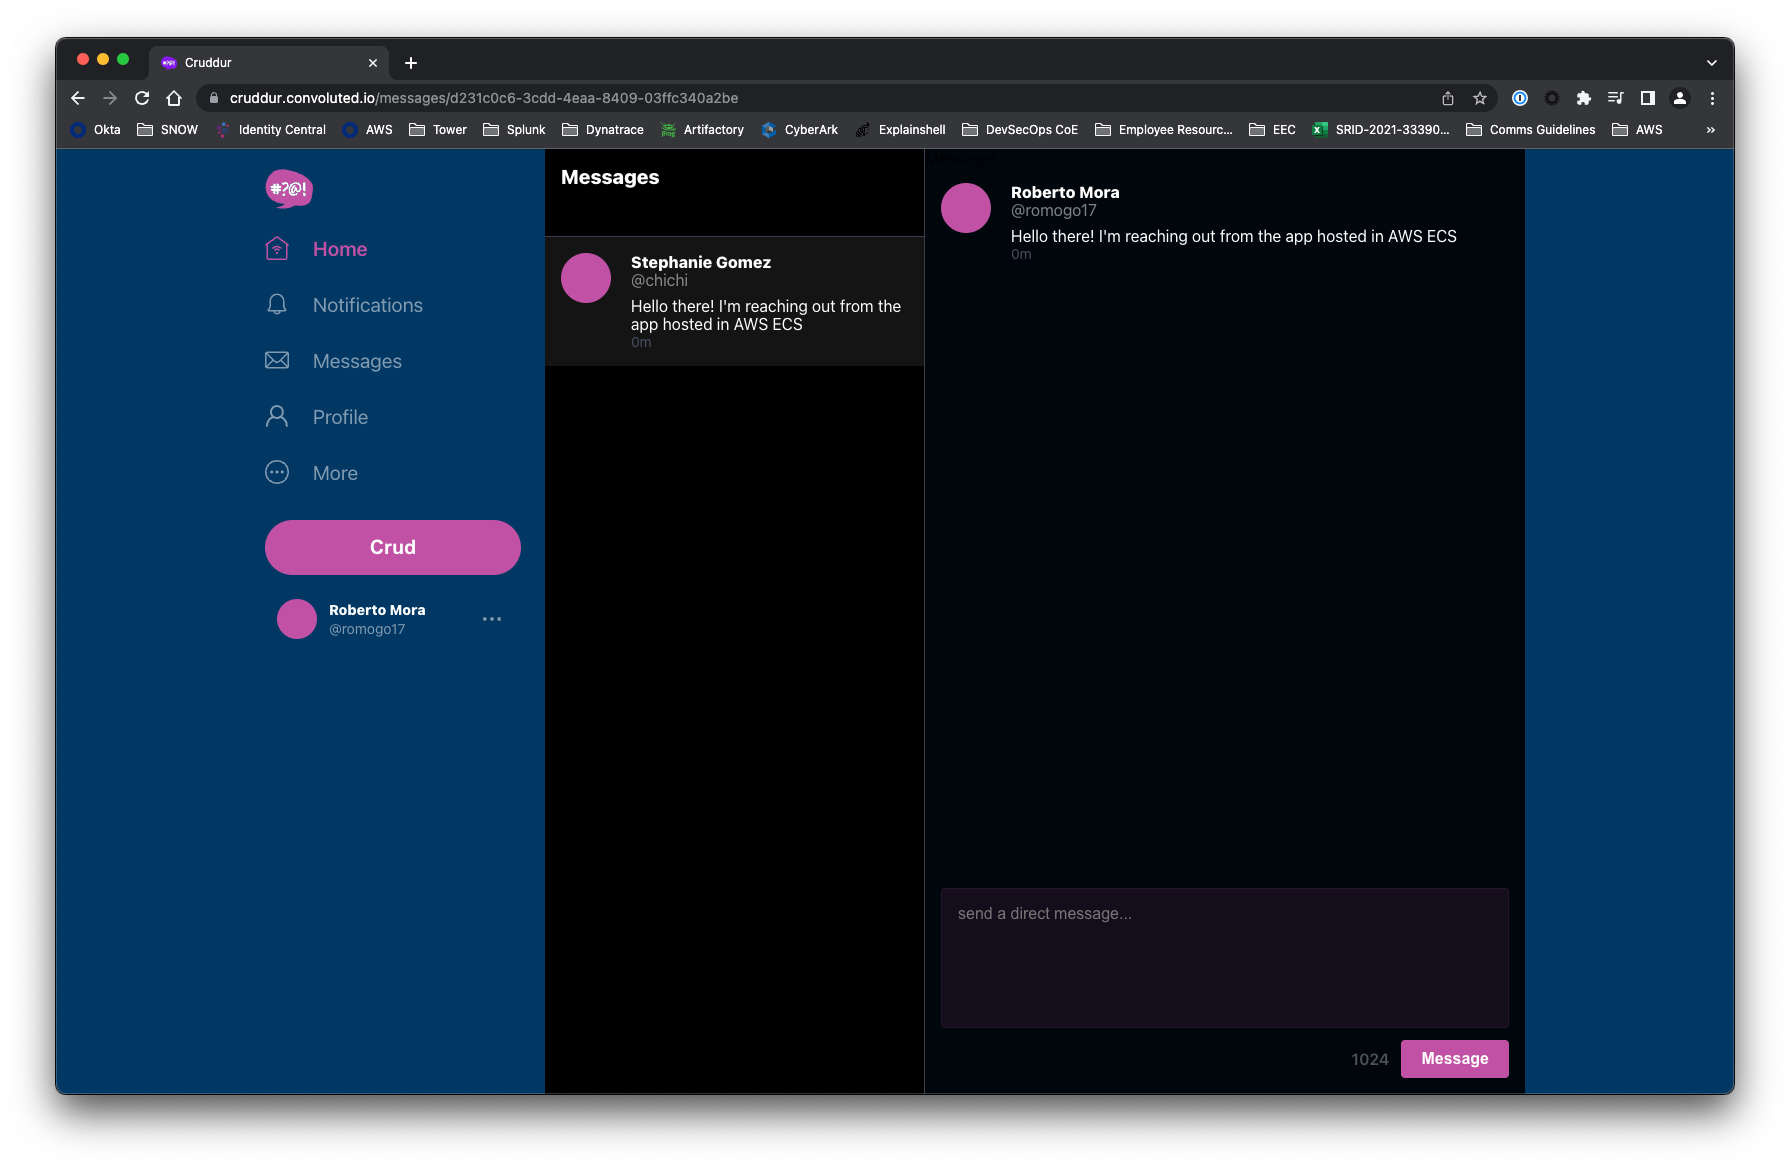 Cruddur
cruddur.convoluted.io/messages/d231c0c6-3cdd-4eaa-8409-03ffc340a2be
Okta SNOW Identity Central AWS Tower Splunk Dynatrace Artifactory CyberArk Explainshell DevSecOps CoE Employee Resourc... EEC SRID-2021-33390... Comms Guidelines AWS »
#?@!
Home
Notifications
Messages
Profile
More
Crud
Roberto Mora
@romogo17
Messages
Stephanie Gomez
@chichi
Hello there! I'm reaching out from the
app hosted in AWS ECS
0m
Messages
Roberto Mora
@romogo17
Hello there! I'm reaching out from the app hosted in AWS ECS
0m
send a direct message...
1024
Message